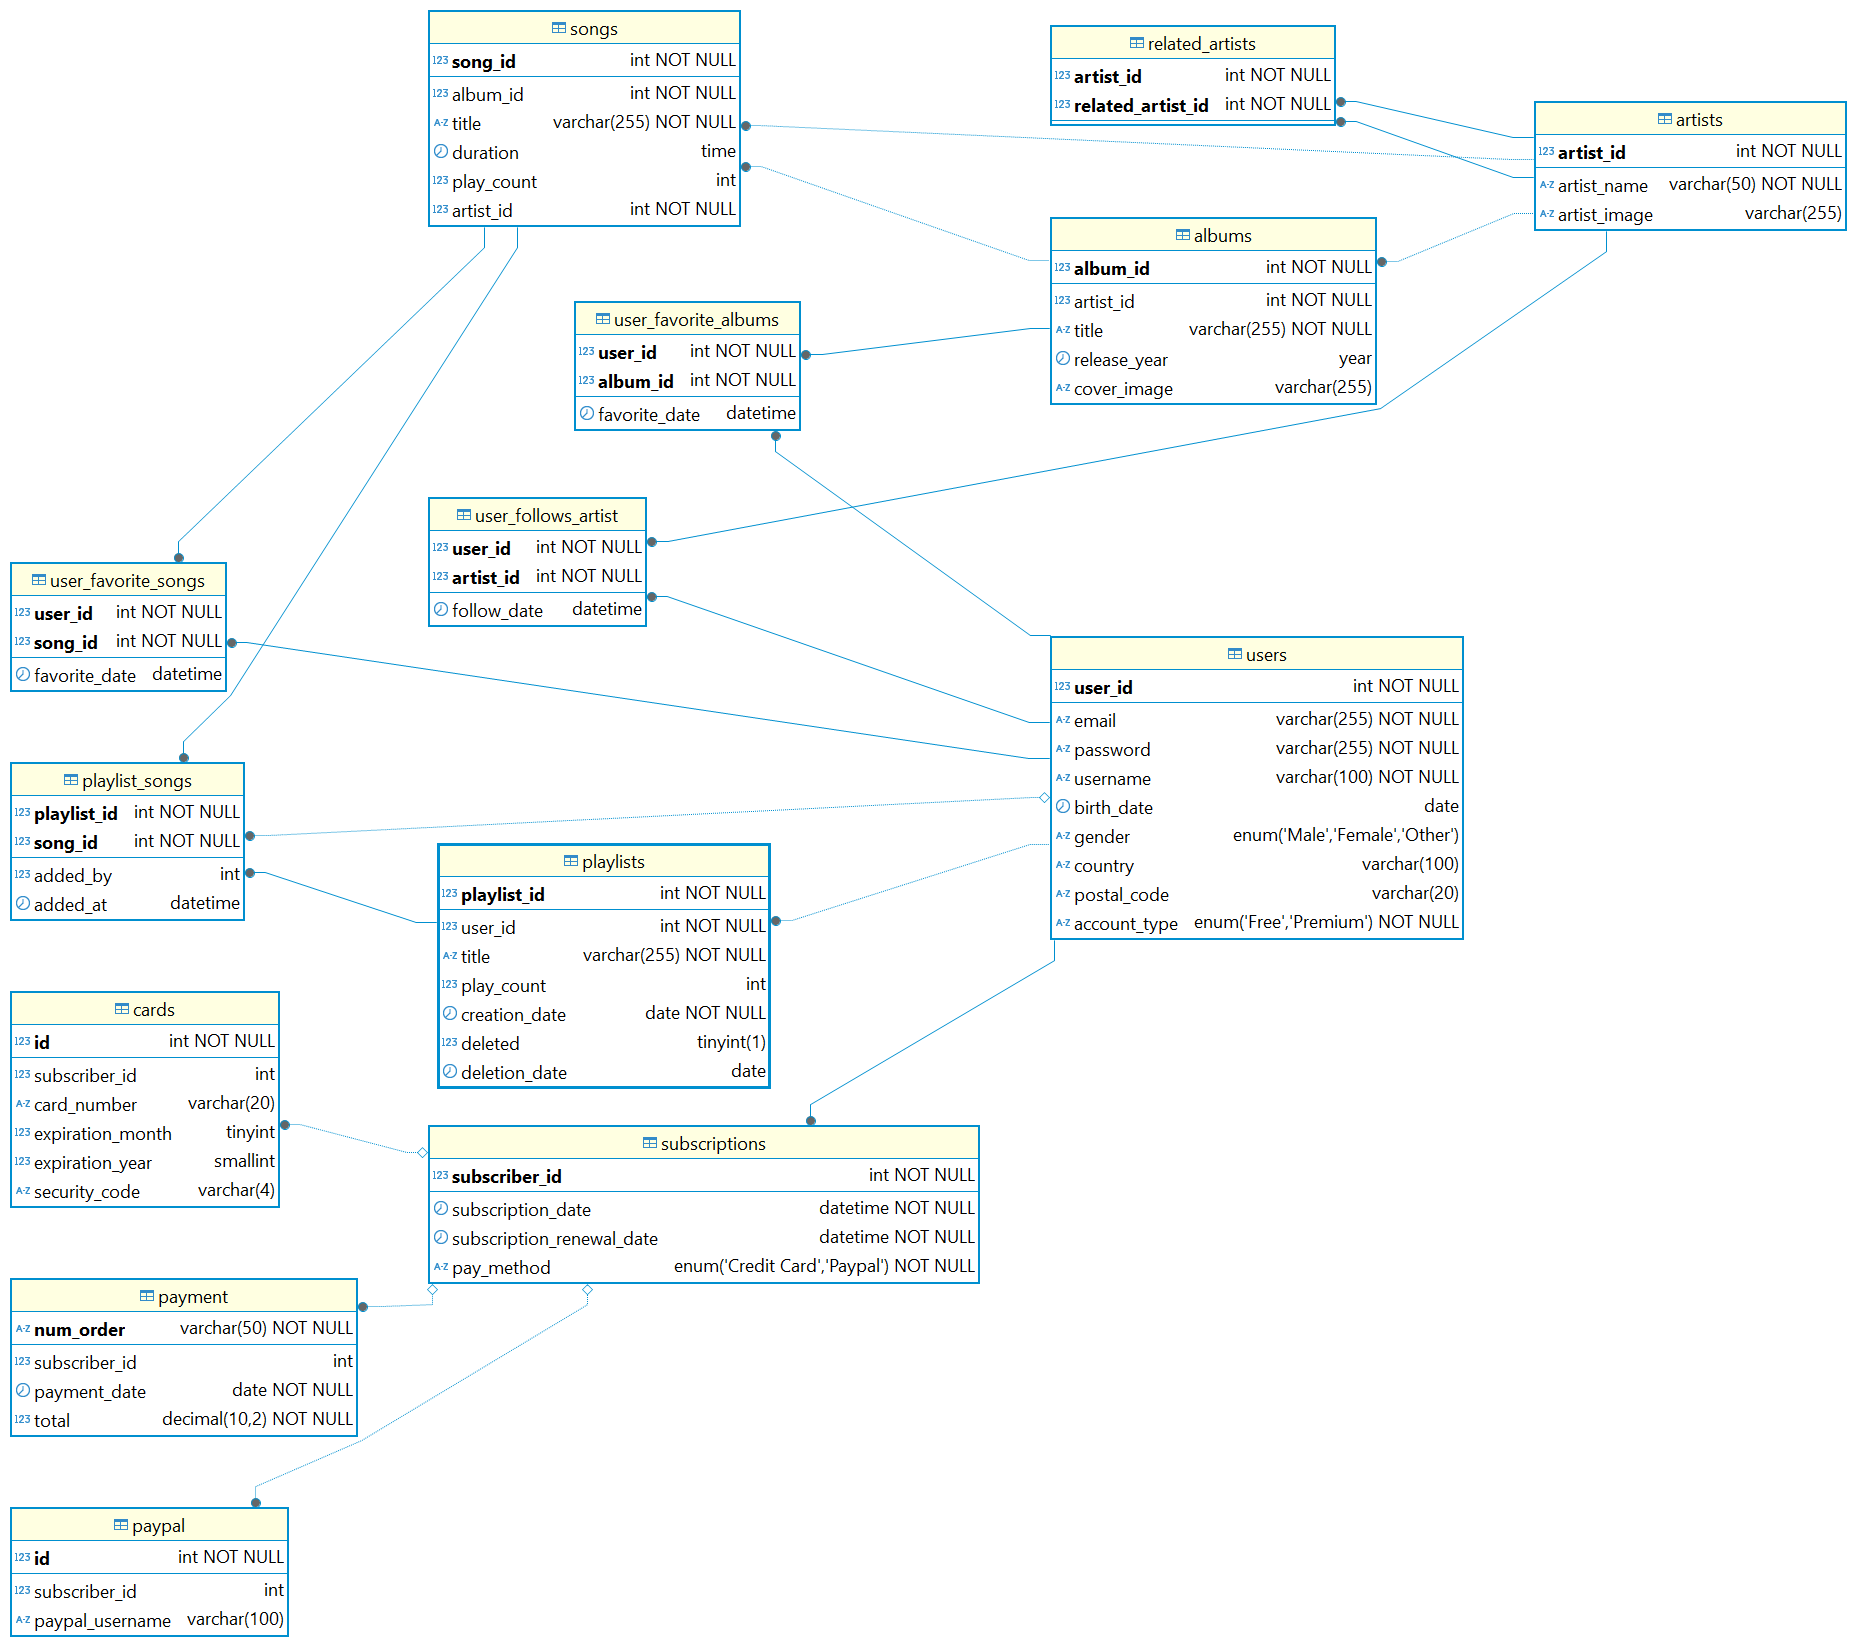 songs
123 song_id int NOT NULL
123 album_id int NOT NULL
A-Z title varchar(255) NOT NULL
duration time
123 play_count int
123 artist_id int NOT NULL
related_artists
123 artist_id int NOT NULL
123 related_artist_id int NOT NULL
artists
123 artist_id int NOT NULL
A-Z artist_name varchar(50) NOT NULL
A-Z artist_image varchar(255)
albums
123 album_id int NOT NULL
123 artist_id int NOT NULL
A-Z title varchar(255) NOT NULL
release_year year
A-Z cover_image varchar(255)
user_favorite_albums
123 user_id int NOT NULL
123 album_id int NOT NULL
favorite_date datetime
user_follows_artist
123 user_id int NOT NULL
123 artist_id int NOT NULL
follow_date datetime
user_favorite_songs
123 user_id int NOT NULL
123 song_id int NOT NULL
favorite_date datetime
users
123 user_id int NOT NULL
A-Z email varchar(255) NOT NULL
A-Z password varchar(255) NOT NULL
A-Z username varchar(100) NOT NULL
birth_date date
A-Z gender enum('Male','Female','Other')
A-Z country varchar(100)
A-Z postal_code varchar(20)
A-Z account_type enum('Free','Premium') NOT NULL
playlist_songs
123 playlist_id int NOT NULL
123 song_id int NOT NULL
123 added_by int
added_at datetime
playlists
123 playlist_id int NOT NULL
123 user_id int NOT NULL
A-Z title varchar(255) NOT NULL
123 play_count int
creation_date date NOT NULL
123 deleted tinyint(1)
deletion_date date
cards
123 id int NOT NULL
123 subscriber_id int
A-Z card_number varchar(20)
123 expiration_month tinyint
123 expiration_year smallint
A-Z security_code varchar(4)
subscriptions
123 subscriber_id int NOT NULL
subscription_date datetime NOT NULL
subscription_renewal_date datetime NOT NULL
A-Z pay_method enum('Credit Card','Paypal') NOT NULL
payment
A-Z num_order varchar(50) NOT NULL
123 subscriber_id int
payment_date date NOT NULL
123 total decimal(10,2) NOT NULL
paypal
123 id int NOT NULL
123 subscriber_id int
A-Z paypal_username varchar(100)